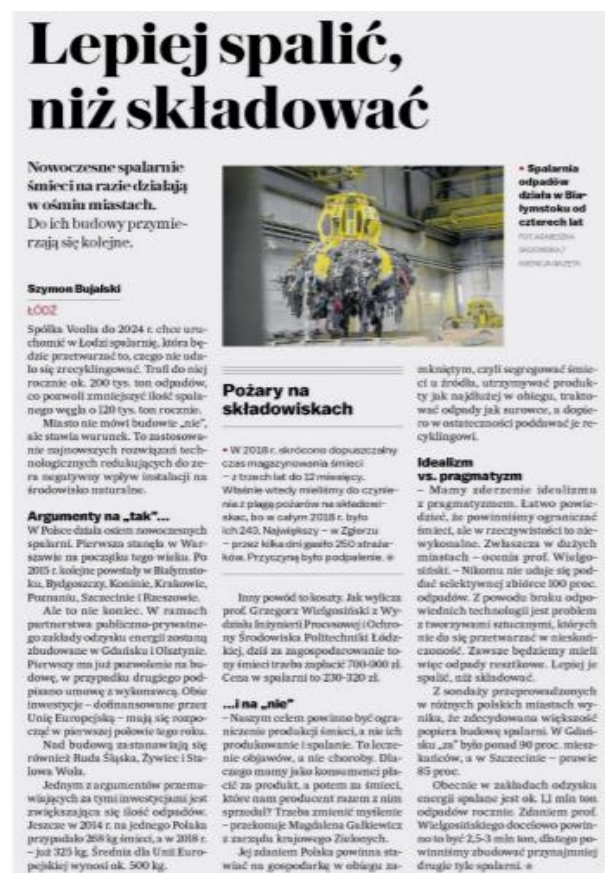 Lepiej spalić,
niż składować
Nowoczesne spalarnie
śmieci na razie działają
w ośmiu miastach.
Do ich budowy przymie-
rzają się kolejne.
• Spalarnia
odpadów
działa w Bia-
łymstoku od
czterech lat
FOT. AGNIESZKA
SADOWSKA /
AGENCJA GAZETA
Szymon Bujalski
ŁÓDŹ
Spółka Veolia do 2024 r. chce uru-
chomić w Łodzi spalarnię, która bę-
dzie przetwarzać to, czego nie uda-
ło się zrecyklingować. Trafi do niej
rocznie ok. 200 tys. ton odpadów,
co pozwoli zmniejszyć ilość spala-
nego węgla o 120 tys. ton rocznie.
Miasto nie mówi budowie „nie”,
ale stawia warunek. To zastosowa-
nie najnowszych rozwiązań tech-
nologicznych redukujących do ze-
ra negatywny wpływ instalacji na
środowisko naturalne.
Argumenty na „tak”...
W Polsce działa osiem nowoczesnych
spalarni. Pierwsza stanęła w War-
szawie na początku tego wieku. Po
2015 r. kolejne powstały w Białymsto-
ku, Bydgoszczy, Koninie, Krakowie,
Poznaniu, Szczecinie i Rzeszowie.
Ale to nie koniec. W ramach
partnerstwa publiczno-prywatne-
go zakłady odzysku energii zostaną
zbudowane w Gdańsku i Olsztynie.
Pierwszy ma już pozwolenie na bu-
dowę, w przypadku drugiego pod-
pisano umowę z wykonawcą. Obie
inwestycje – dofinansowane przez
Unię Europejską – mają się rozpo-
cząć w pierwszej połowie tego roku.
Nad budową zastanawiają się
również Ruda Śląska, Żywiec i Sta-
lowa Wola.
Jednym z argumentów przema-
wiających za tymi inwestycjami jest
zwiększająca się ilość odpadów.
Jeszcze w 2014 r. na jednego Polaka
przypadało 268 kg śmieci, a w 2018 r.
– już 325 kg. Średnia dla Unii Euro-
pejskiej wynosi ok. 500 kg.
Pożary na
składowiskach
• W 2018 r. skrócono dopuszczalny
czas magazynowania śmieci
– z trzech lat do 12 miesięcy.
Właśnie wtedy mieliśmy do czynie-
nia z plagą pożarów na składowi-
skac, bo w całym 2018 r. było
ich 243. Największy – w Zgierzu
– przez kilka dni gasiło 250 straża-
ków. Przyczyną było podpalenie.
Inny powód to koszty. Jak wylicza
prof. Grzegorz Wielgosiński z Wy-
działu Inżynierii Procesowej i Ochro-
ny Środowiska Politechniki Łódz-
kiej, dziś za zagospodarowanie to-
ny śmieci trzeba zapłacić 700-900 zł.
Cena w spalarni to 230-320 zł.
...i na „nie”
– Naszym celem powinno być ogra-
niczenie produkcji śmieci, a nie ich
produkowanie i spalanie. To lecze-
nie objawów, a nie choroby. Dla-
czego mamy jako konsumenci pła-
cić za produkt, a potem za śmieci,
które nam producent razem z nim
sprzedał? Trzeba zmienić myślenie
– przekonuje Magdalena Gałkiewicz
z zarządu krajowego Zielonych.
Jej zdaniem Polska powinna sta-
wiać na gospodarkę w obiegu za-
mkniętym, czyli segregować śmie-
ci u źródła, utrzymywać produk-
ty jak najdłużej w obiegu, trakto-
wać odpady jak surowce, a dopie-
ro w ostateczności poddawać je re-
cyklingowi.
Idealizm
vs. pragmatyzm
– Mamy zderzenie idealizmu
z pragmatyzmem. Łatwo powie-
dzieć, że powinniśmy ograniczać
śmieci, ale w rzeczywistości to nie-
wykonalne. Zwłaszcza w dużych
miastach – ocenia prof. Wielgo-
siński. – Nikomu nie udaje się pod-
dać selektywnej zbiórce 100 proc.
odpadów. Z powodu braku odpo-
wiednich technologii jest problem
z tworzywami sztucznymi, których
nie da się przetwarzać w nieskoń-
czoność. Zawsze będziemy mieli
więc odpady resztkowe. Lepiej je
spalić, niż składować.
Z sondaży przeprowadzonych
w różnych polskich miastach wy-
nika, że zdecydowana większość
popiera budowę spalarni. W Gdań-
sku „za” było ponad 90 proc. miesz-
kańców, a w Szczecinie – prawie
85 proc.
Obecnie w zakładach odzysku
energii spalane jest ok. 1,1 mln ton
odpadów rocznie. Zdaniem prof.
Wielgosińskiego docelowo powin-
no to być 2,5-3 mln ton, dlatego po-
winniśmy zbudować przynajmniej
drugie tyle spalarni.